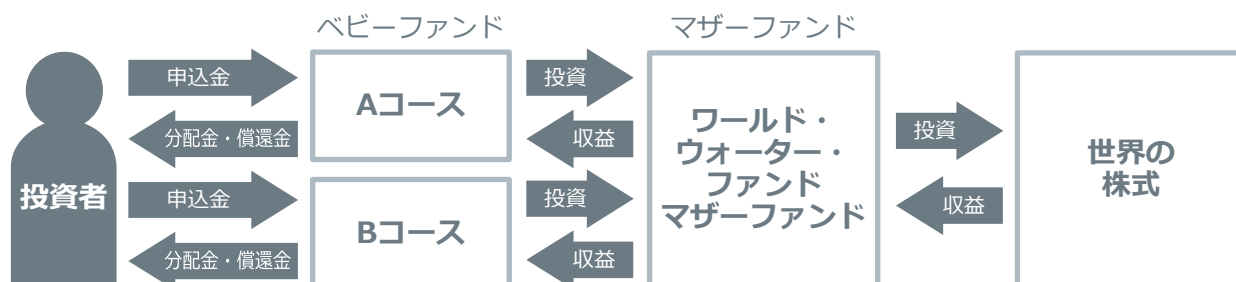 ベビーファンド
マザーファンド
投資者
申込金
分配金・償還金
申込金
分配金・償還金
Aコース
Bコース
投資
収益
投資
収益
ワールド・
ウォーター・
ファンド
マザーファンド
投資
収益
世界の
株式